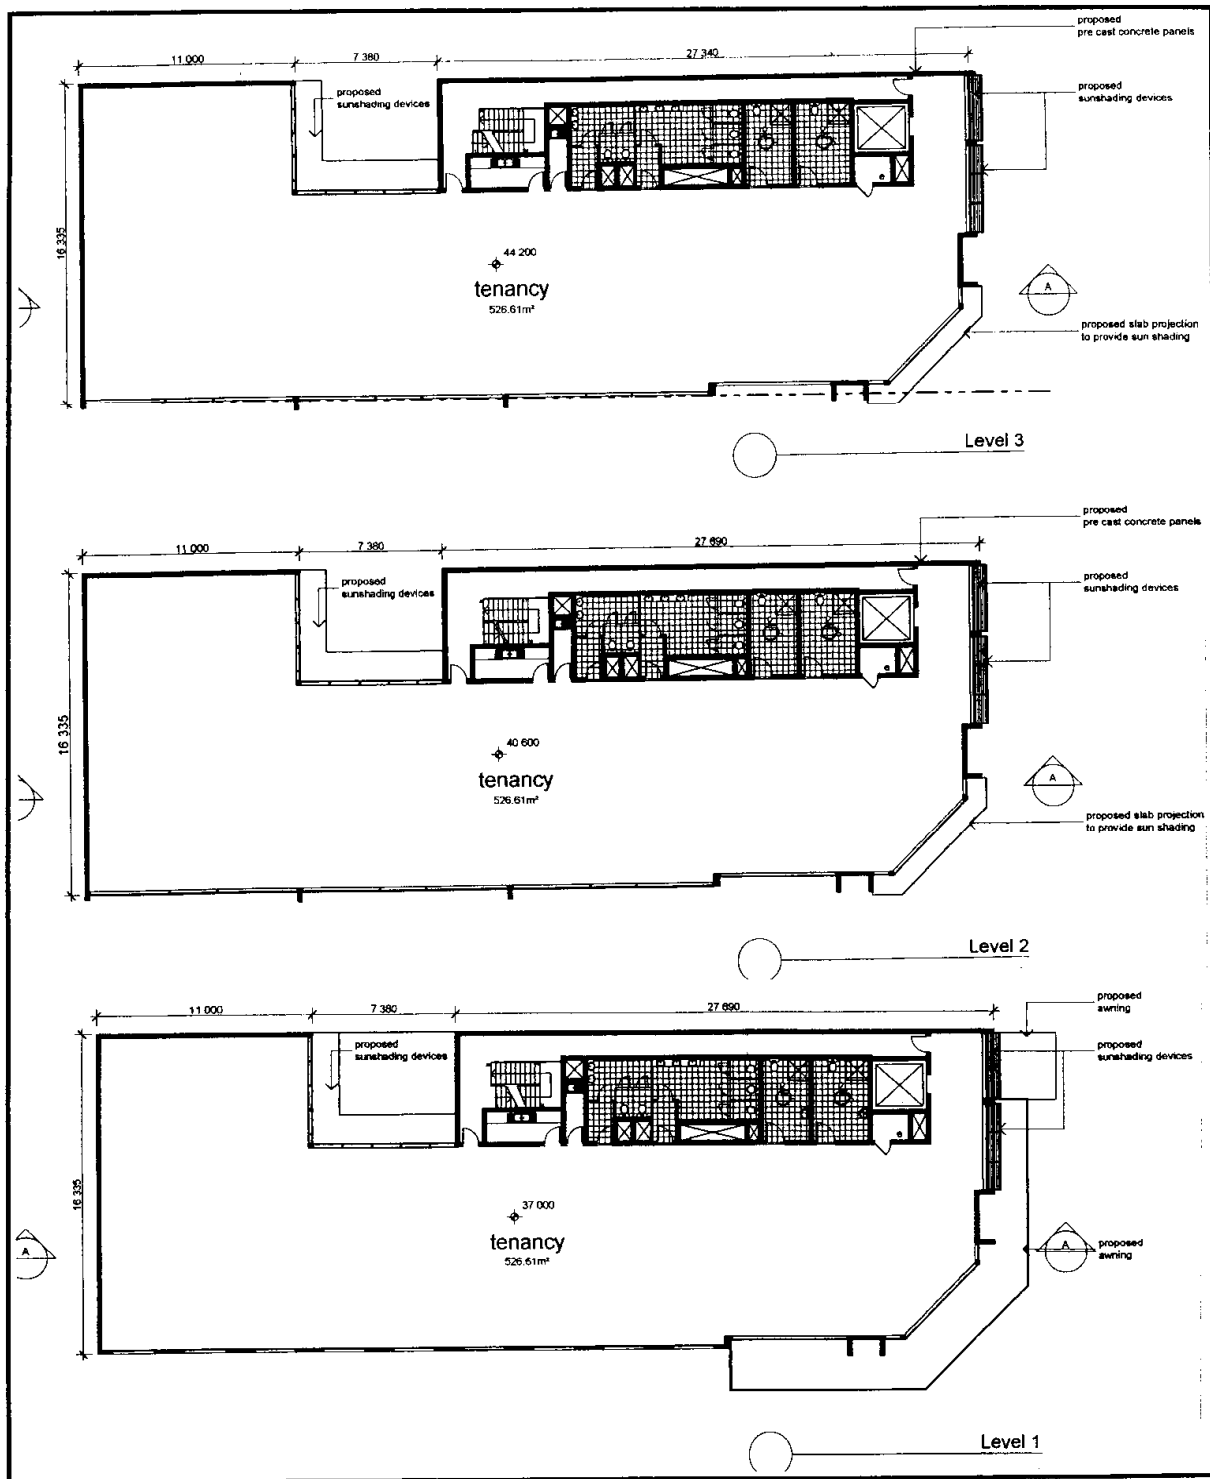 proposed
pre cast concrete panels
11 000
7 380
27 340
proposed
sunshading devices
proposed
sunshading devices
16 335
44 200
tenancy
526.61m²
A
proposed slab projection
to provide sun shading
Level 3
proposed
pre cast concrete panels
11 000
7 380
27 690
proposed
sunshading devices
proposed
sunshading devices
16 335
40 600
tenancy
526.61m²
A
proposed slab projection
to provide sun shading
Level 2
proposed
awning
11 000
7 380
27 690
proposed
sunshading devices
proposed
sunshading devices
16 335
37 000
tenancy
526.61m²
A
A
proposed
awning
Level 1